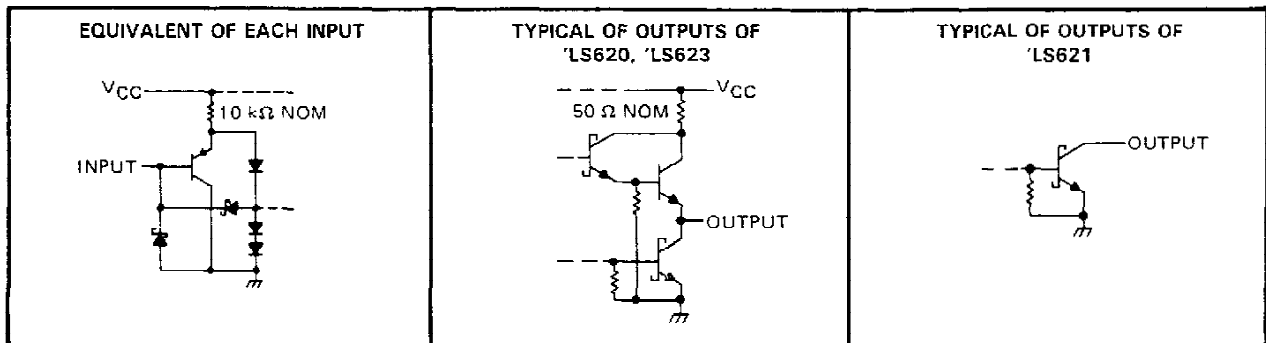 EQUIVALENT OF EACH INPUT
VCC
10 kΩ NOM
INPUT
TYPICAL OF OUTPUTS OF
'LS620, 'LS623
VCC
50 Ω NOM
OUTPUT
TYPICAL OF OUTPUTS OF
'LS621
OUTPUT